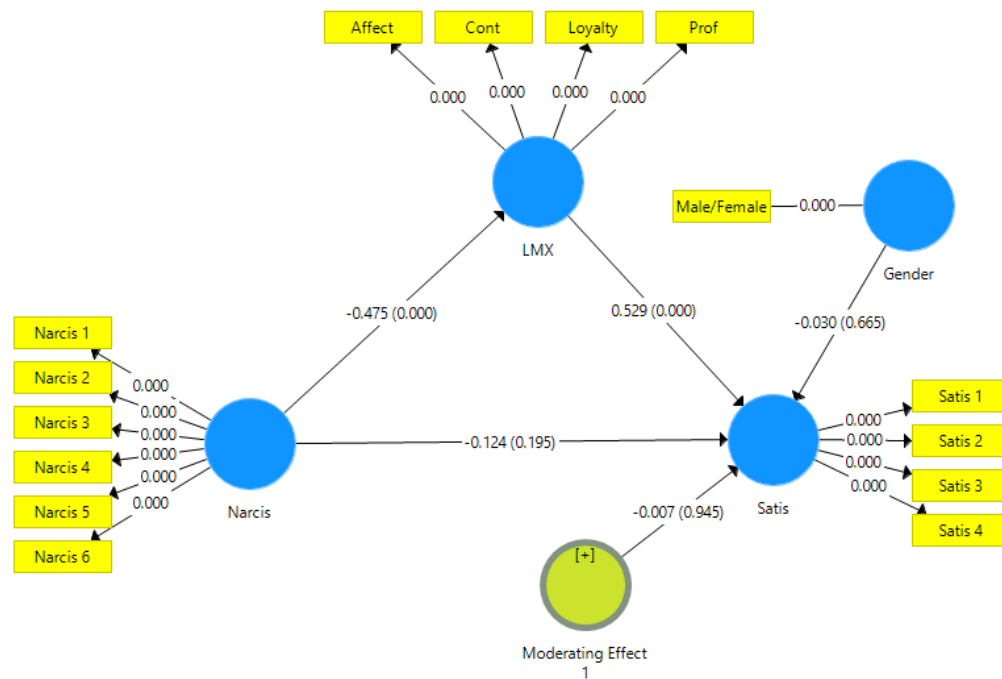 Affect
Cont
Loyalty
Prof
0.000
0.000
0.000
0.000
LMX
Male/Female
0.000
Gender
-0.475 (0.000)
0.529 (0.000)
-0.030 (0.665)
Narcis 1
Narcis 2
Narcis 3
Narcis 4
Narcis 5
Narcis 6
0.000
0.000
0.000
0.000
0.000
0.000
Narcis
-0.124 (0.195)
Satis 1
Satis 2
Satis 3
Satis 4
0.000
0.000
0.000
0.000
Satis
-0.007 (0.945)
[+]
Moderating Effect
1